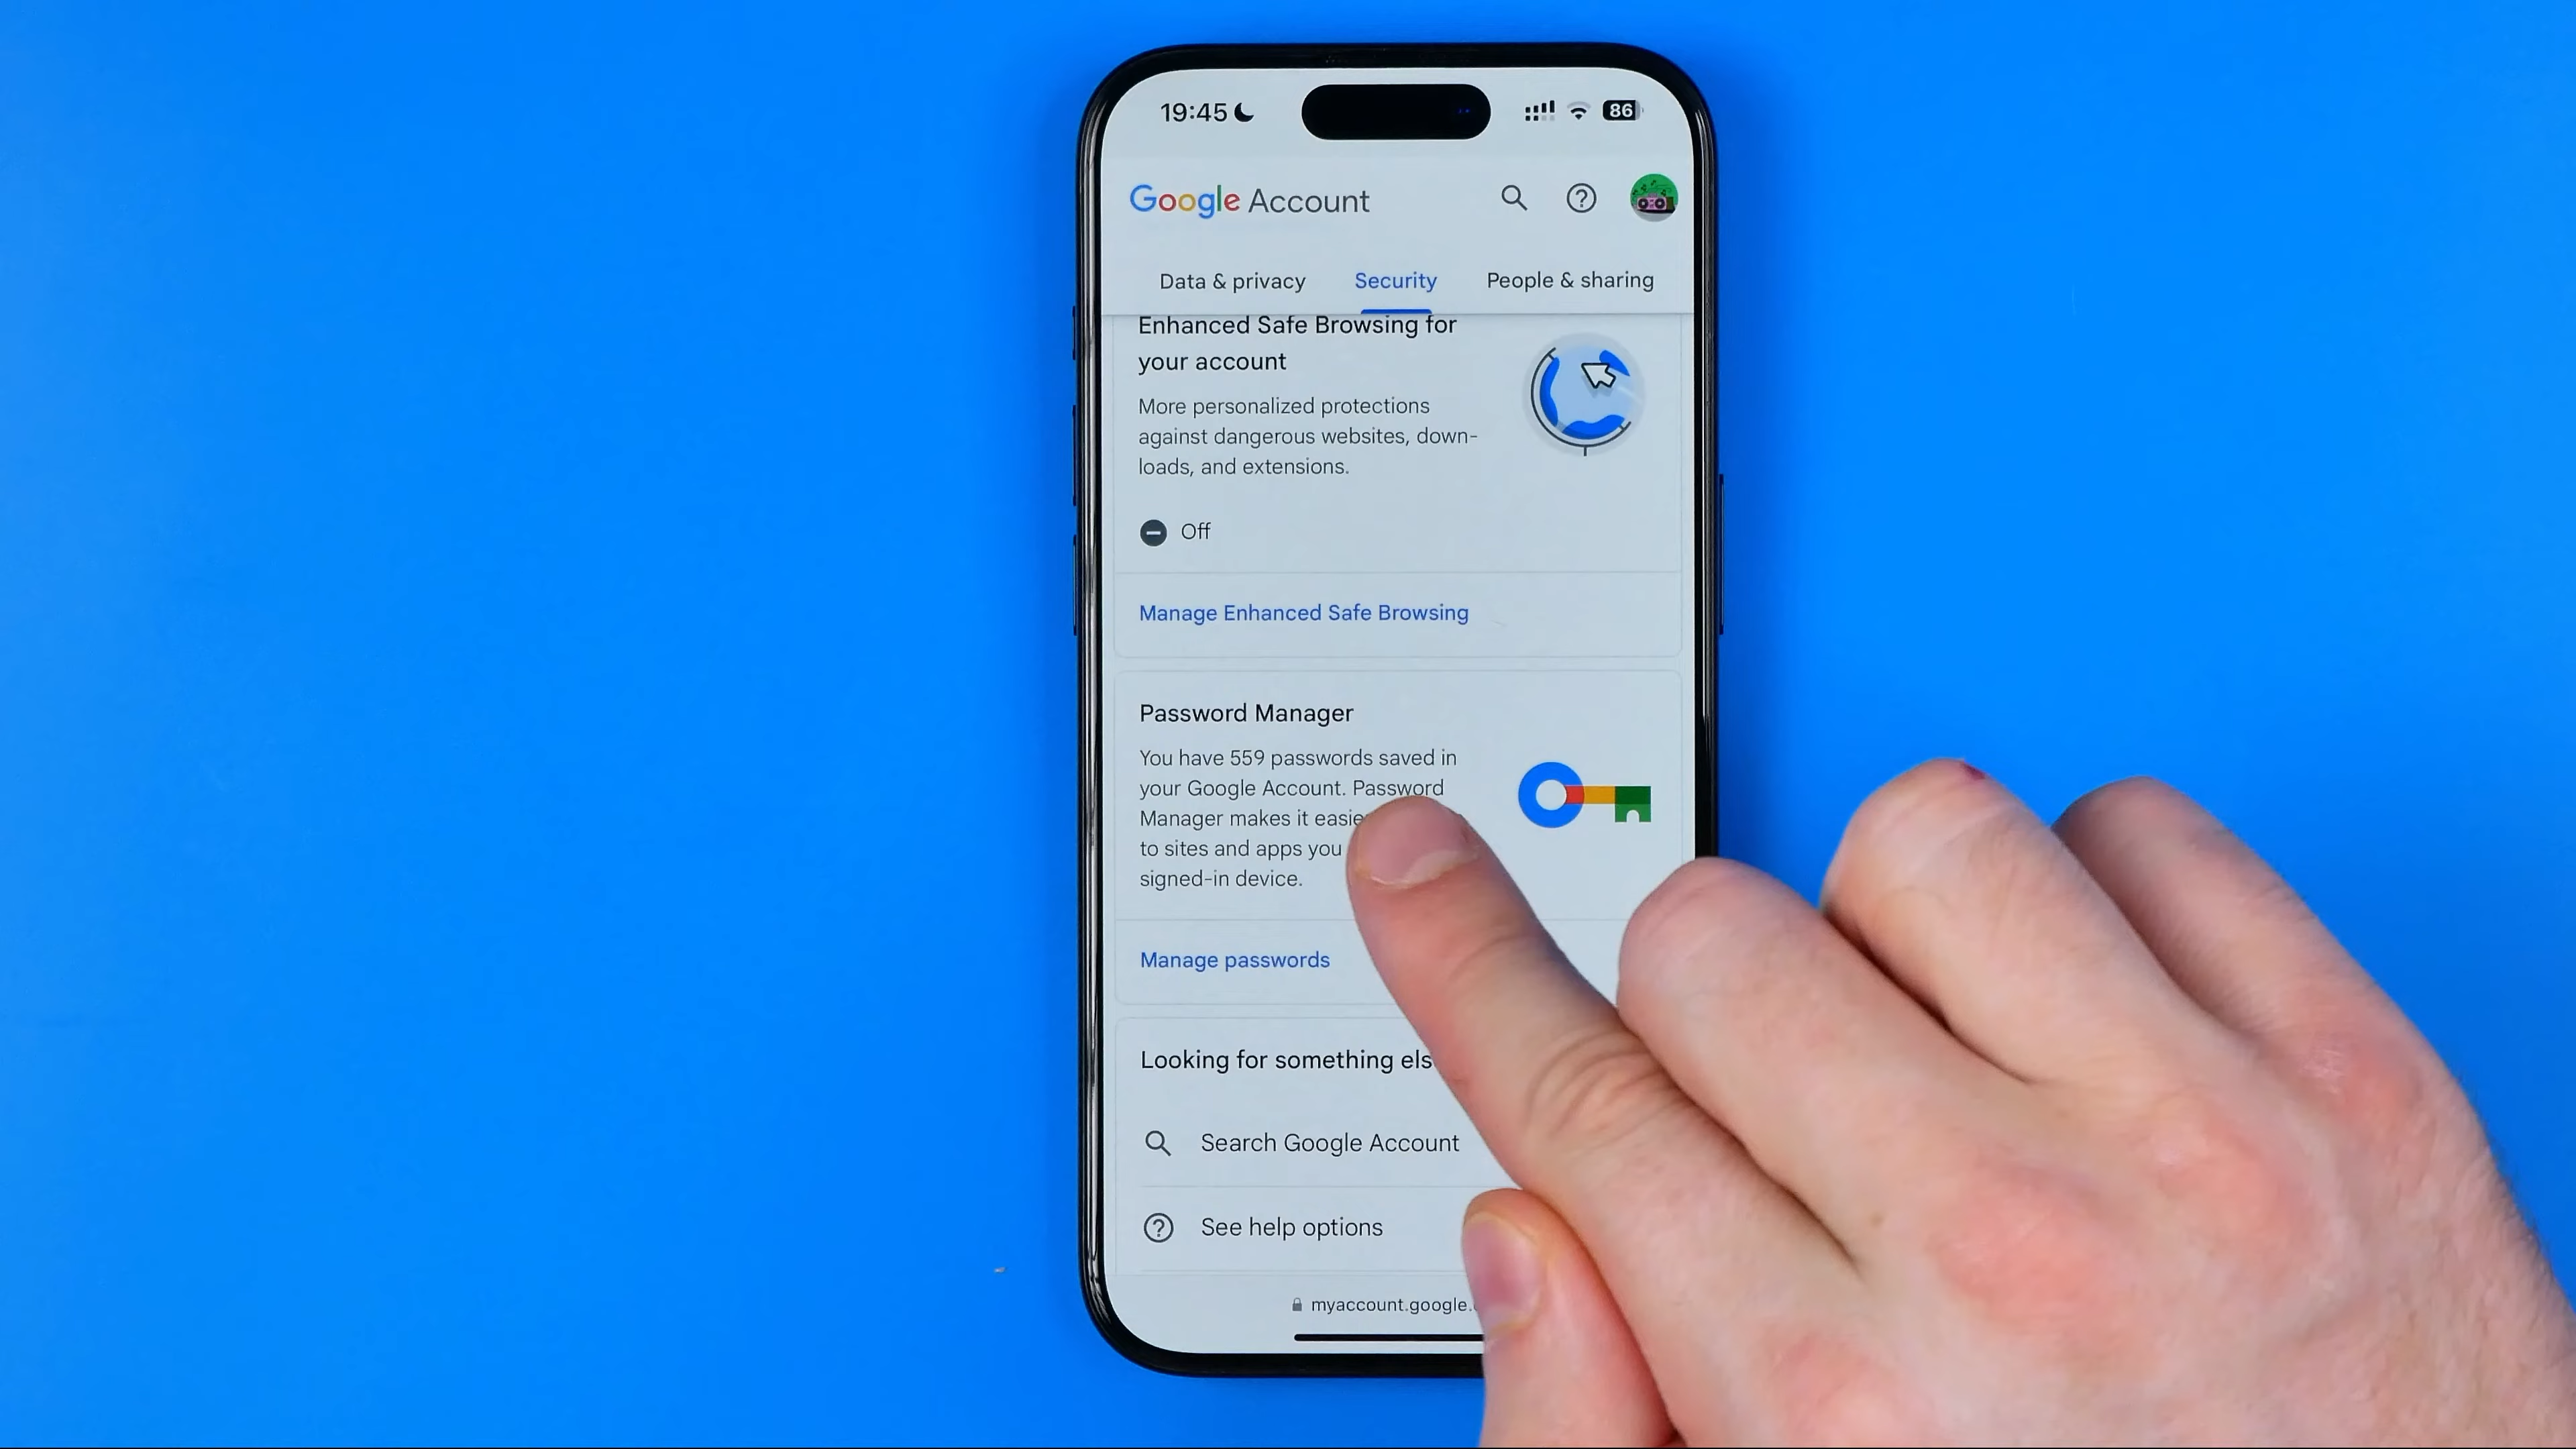 19:45
86
Google Account
Data & privacy Security People & sharing
Enhanced Safe Browsing for
your account
More personalized protections
against dangerous websites, down-
loads, and extensions.
Off
Manage Enhanced Safe Browsing
Password Manager
You have 559 passwords saved in
your Google Account. Password
Manager makes it
to sites and apps you
signed-in device.
Manage passwords
Looking for something
Search Google Account
See help options
myaccount.google.